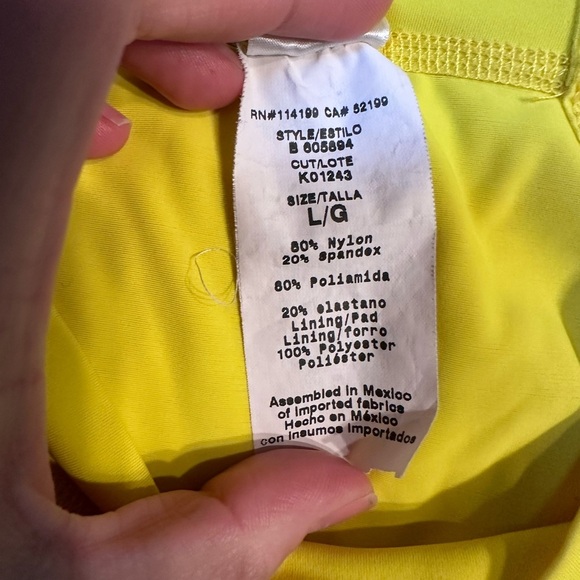 RN#114199 CA# 52199
STYLE/ESTILO
B 605894
CUT/LOTE
K01243
SIZE/TALLA
L/G
80% Nylon
20% Spandex
80% Poliamida
20% elastano
Lining/Pad
Lining/forro
100% Polyester
Poliéster
Assembled in Mexico
of imported fabrics
Hecho en México
con insumos importados